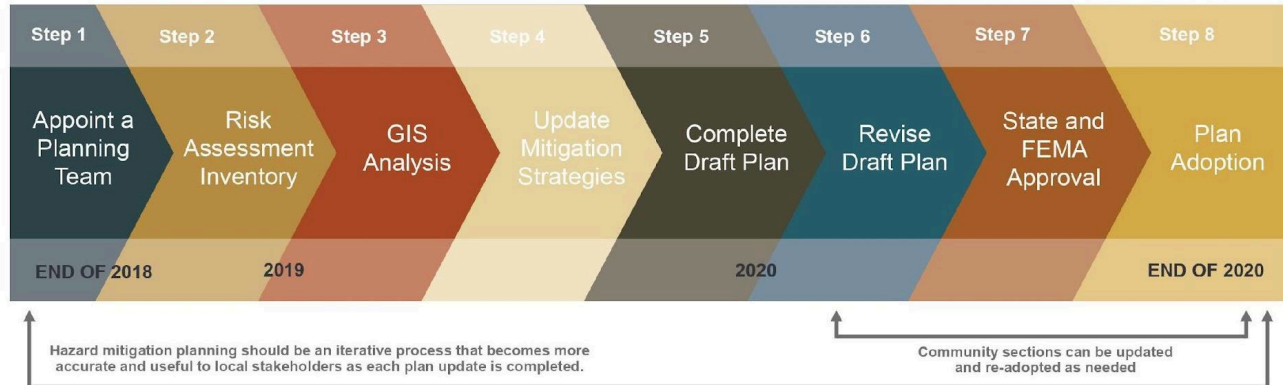 Step 1
Step 2
Step 3
Step 4
Step 5
Step 6
Step 7
Step 8
Appoint a
Planning
Team
Risk
Assessment
Inventory
GIS
Analysis
Update
Mitigation
Strategies
Complete
Draft Plan
Revise
Draft Plan
State and
FEMA
Approval
Plan
Adoption
END OF 2018
2019
2020
END OF 2020
Hazard mitigation planning should be an iterative process that becomes more
accurate and useful to local stakeholders as each plan update is completed.
Community sections can be updated
and re-adopted as needed